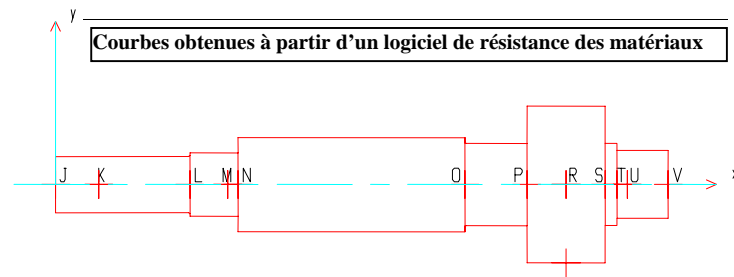 y
Courbes obtenues à partir d’un logiciel de résistance des matériaux
J K L M N O P R S T U V x